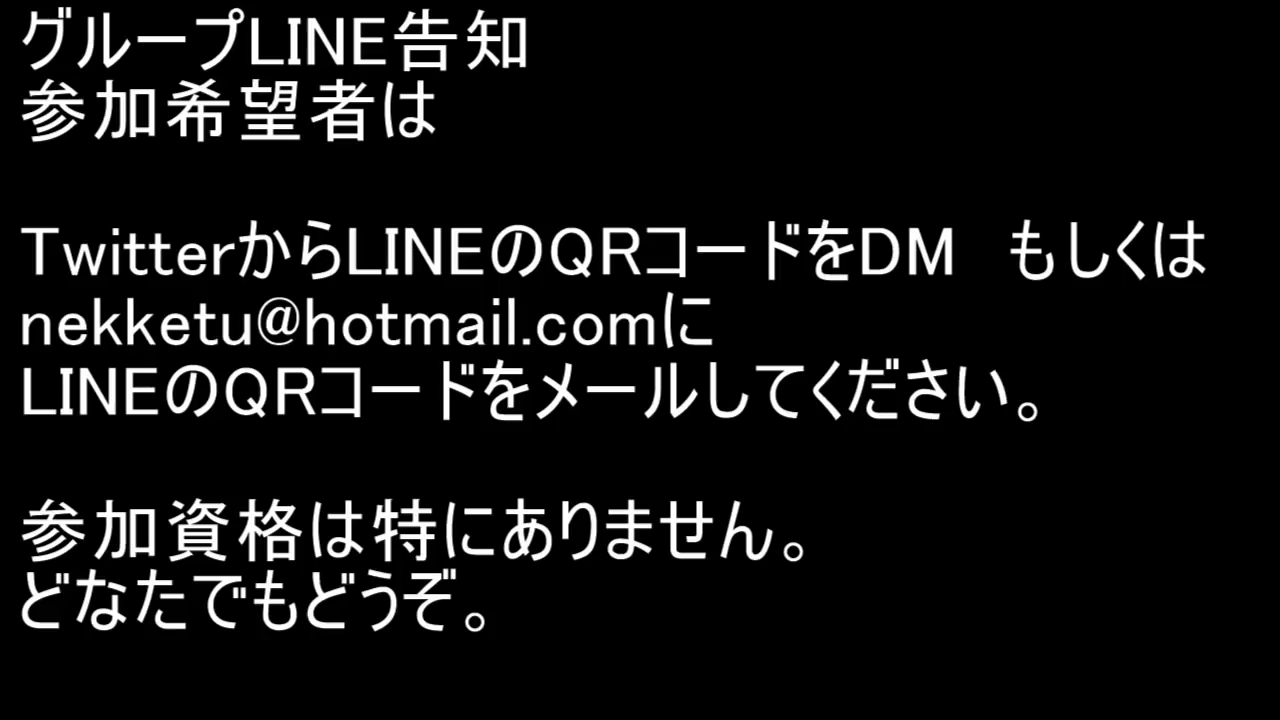 グループLINE告知
参加希望者は
TwitterからLINEのQRコードをDM　もしくは
nekketu@hotmail.comに
LINEのQRコードをメールしてください。
参加資格は特にありません。
どなたでもどうぞ。